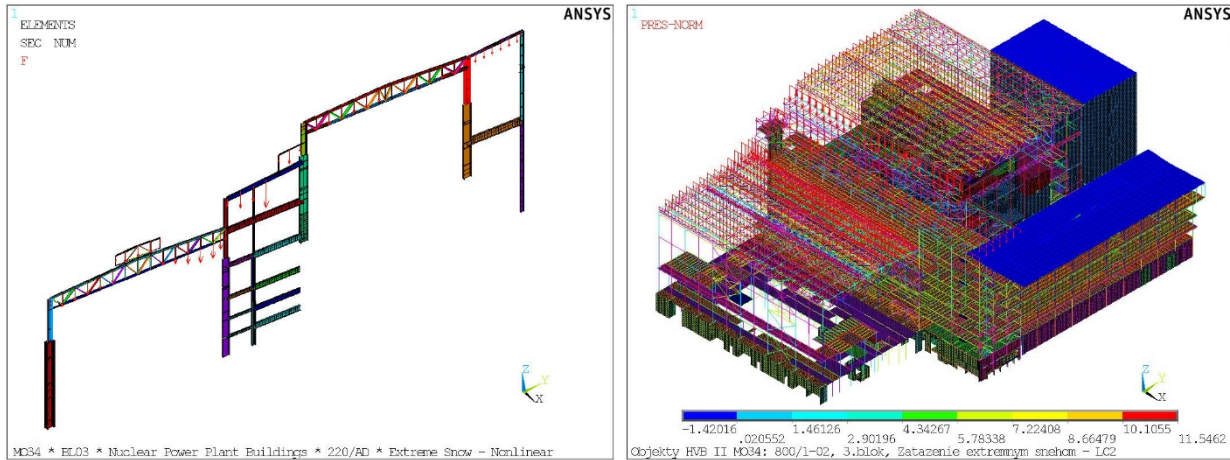 1
ELEMENTS
SEC NUM
F
ANSYS
Z
Y
X
MO34 * BL03 * Nuclear Power Plant Buildings * 220/AD * Extreme Snow - Nonlinear
1
PRES-NORM
ANSYS
Z
Y
X
-1.42016 1.46126 4.34267 7.22408 10.1055
.020552 2.90196 5.78338 8.66479 11.5462
Objekty HVB II MO34: 800/1-02, 3.blok, Zatazenie extremnym snehom - LC2